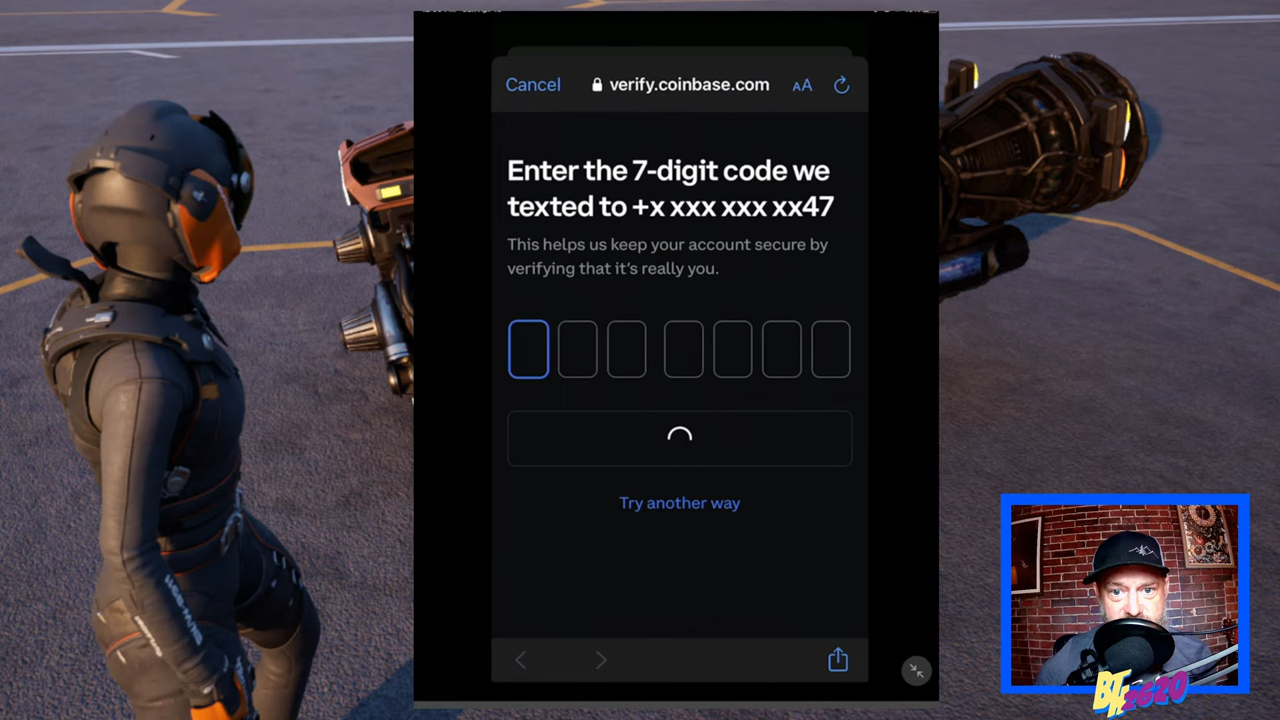 Cancel
verify.coinbase.com
AA
Enter the 7-digit code we
texted to +x xxx xxx xx47
This helps us keep your account secure by
verifying that it's really you.
Try another way
BTK2620